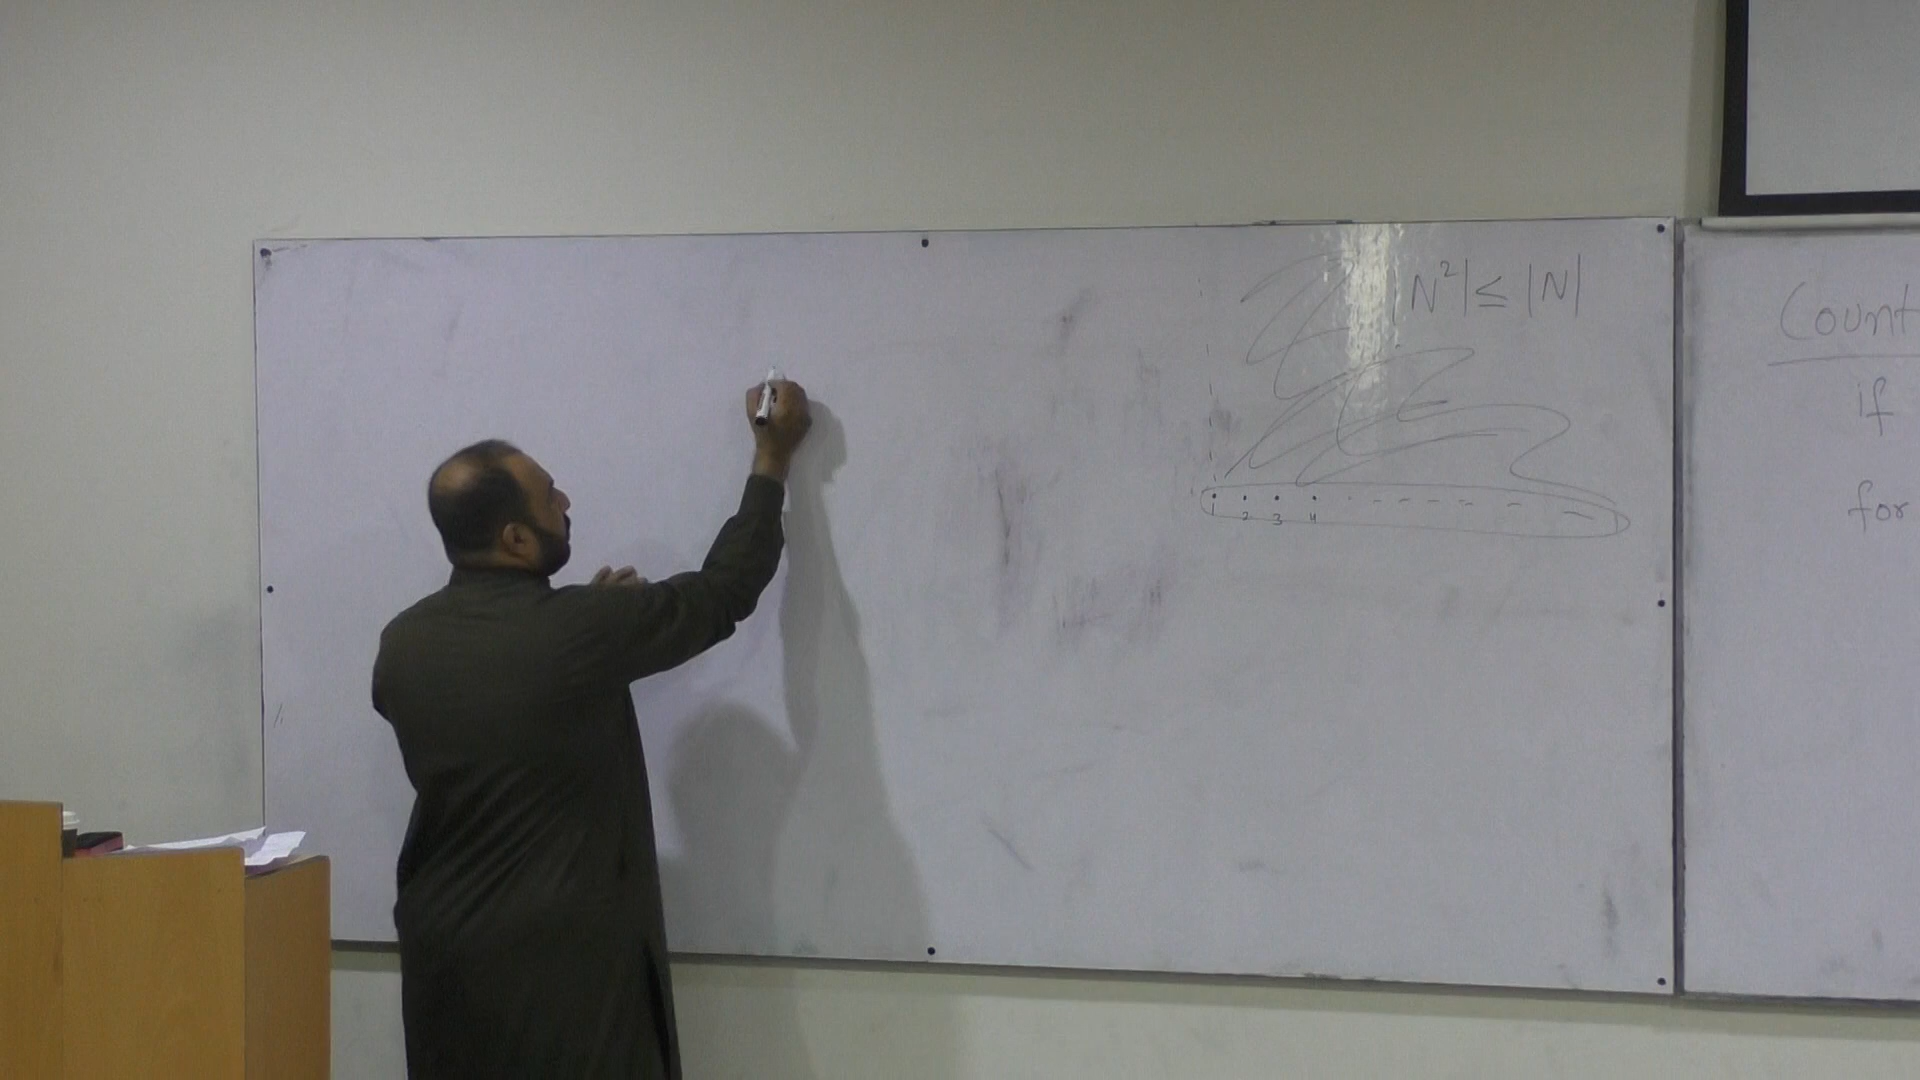 |N²| ≤ |N|
1 2 3 4
Count
if
for